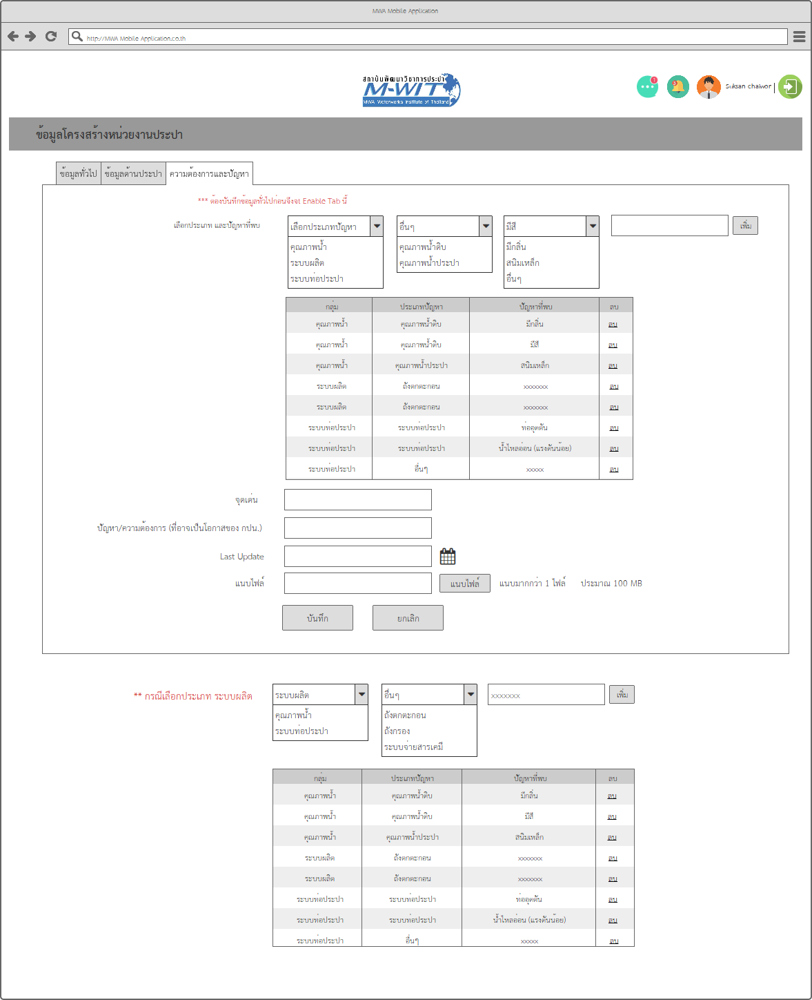 MWA Mobile Application
http://MWA Mobile Application.co.th
สถาบันพัฒนาวิชาการประปา
M-WIT
MWA Waterworks Institute of Thailand
1
3
Suksan chaiwon |
ข้อมูลโครงสร้างหน่วยงานประปา
ข้อมูลทั่วไป ข้อมูลด้านประปา ความต้องการและปัญหา
*** ต้องบันทึกข้อมูลทั่วไปก่อนจึงจt Enable Tab นี้
เลือกประเภท และปัญหาที่พบ เลือกประเภทปัญหา อื่นๆ มีสี เพิ่ม
คุณภาพน้ำ คุณภาพน้ำดิบ มีกลิ่น
ระบบผลิต คุณภาพน้ำประปา สนิมเหล็ก
ระบบท่อประปา อื่นๆ
กลุ่ม ประเภทปัญหา ปัญหาที่พบ ลบ
คุณภาพน้ำ คุณภาพน้ำดิบ มีกลิ่น ลบ
คุณภาพน้ำ คุณภาพน้ำดิบ มีสี ลบ
คุณภาพน้ำ คุณภาพน้ำประปา สนิมเหล็ก ลบ
ระบบผลิต ถังตกตะกอน xxxxxxx ลบ
ระบบผลิต ถังตกตะกอน xxxxxxx ลบ
ระบบท่อประปา ระบบท่อประปา ท่ออุดตัน ลบ
ระบบท่อประปา ระบบท่อประปา น้ำไหลอ่อน (แรงดันน้อย) ลบ
ระบบท่อประปา อื่นๆ xxxxx ลบ
จุดเด่น
ปัญหา/ความต้องการ (ที่อาจเป็นโอกาสของ กปน.)
Last Update
แนบไฟล์ แนบไฟล์ แนบมากกว่า 1 ไฟล์ ประมาณ 100 MB
บันทึก ยกเลิก
** กรณีเลือกประเภท ระบบผลิต ระบบผลิต อื่นๆ xxxxxxx เพิ่ม
คุณภาพน้ำ ถังตกตะกอน
ระบบท่อประปา ถังกรอง
ระบบจ่ายสารเคมี
กลุ่ม ประเภทปัญหา ปัญหาที่พบ ลบ
คุณภาพน้ำ คุณภาพน้ำดิบ มีกลิ่น ลบ
คุณภาพน้ำ คุณภาพน้ำดิบ มีสี ลบ
คุณภาพน้ำ คุณภาพน้ำประปา สนิมเหล็ก ลบ
ระบบผลิต ถังตกตะกอน xxxxxxx ลบ
ระบบผลิต ถังตกตะกอน xxxxxxx ลบ
ระบบท่อประปา ระบบท่อประปา ท่ออุดตัน ลบ
ระบบท่อประปา ระบบท่อประปา น้ำไหลอ่อน (แรงดันน้อย) ลบ
ระบบท่อประปา อื่นๆ xxxxx ลบ